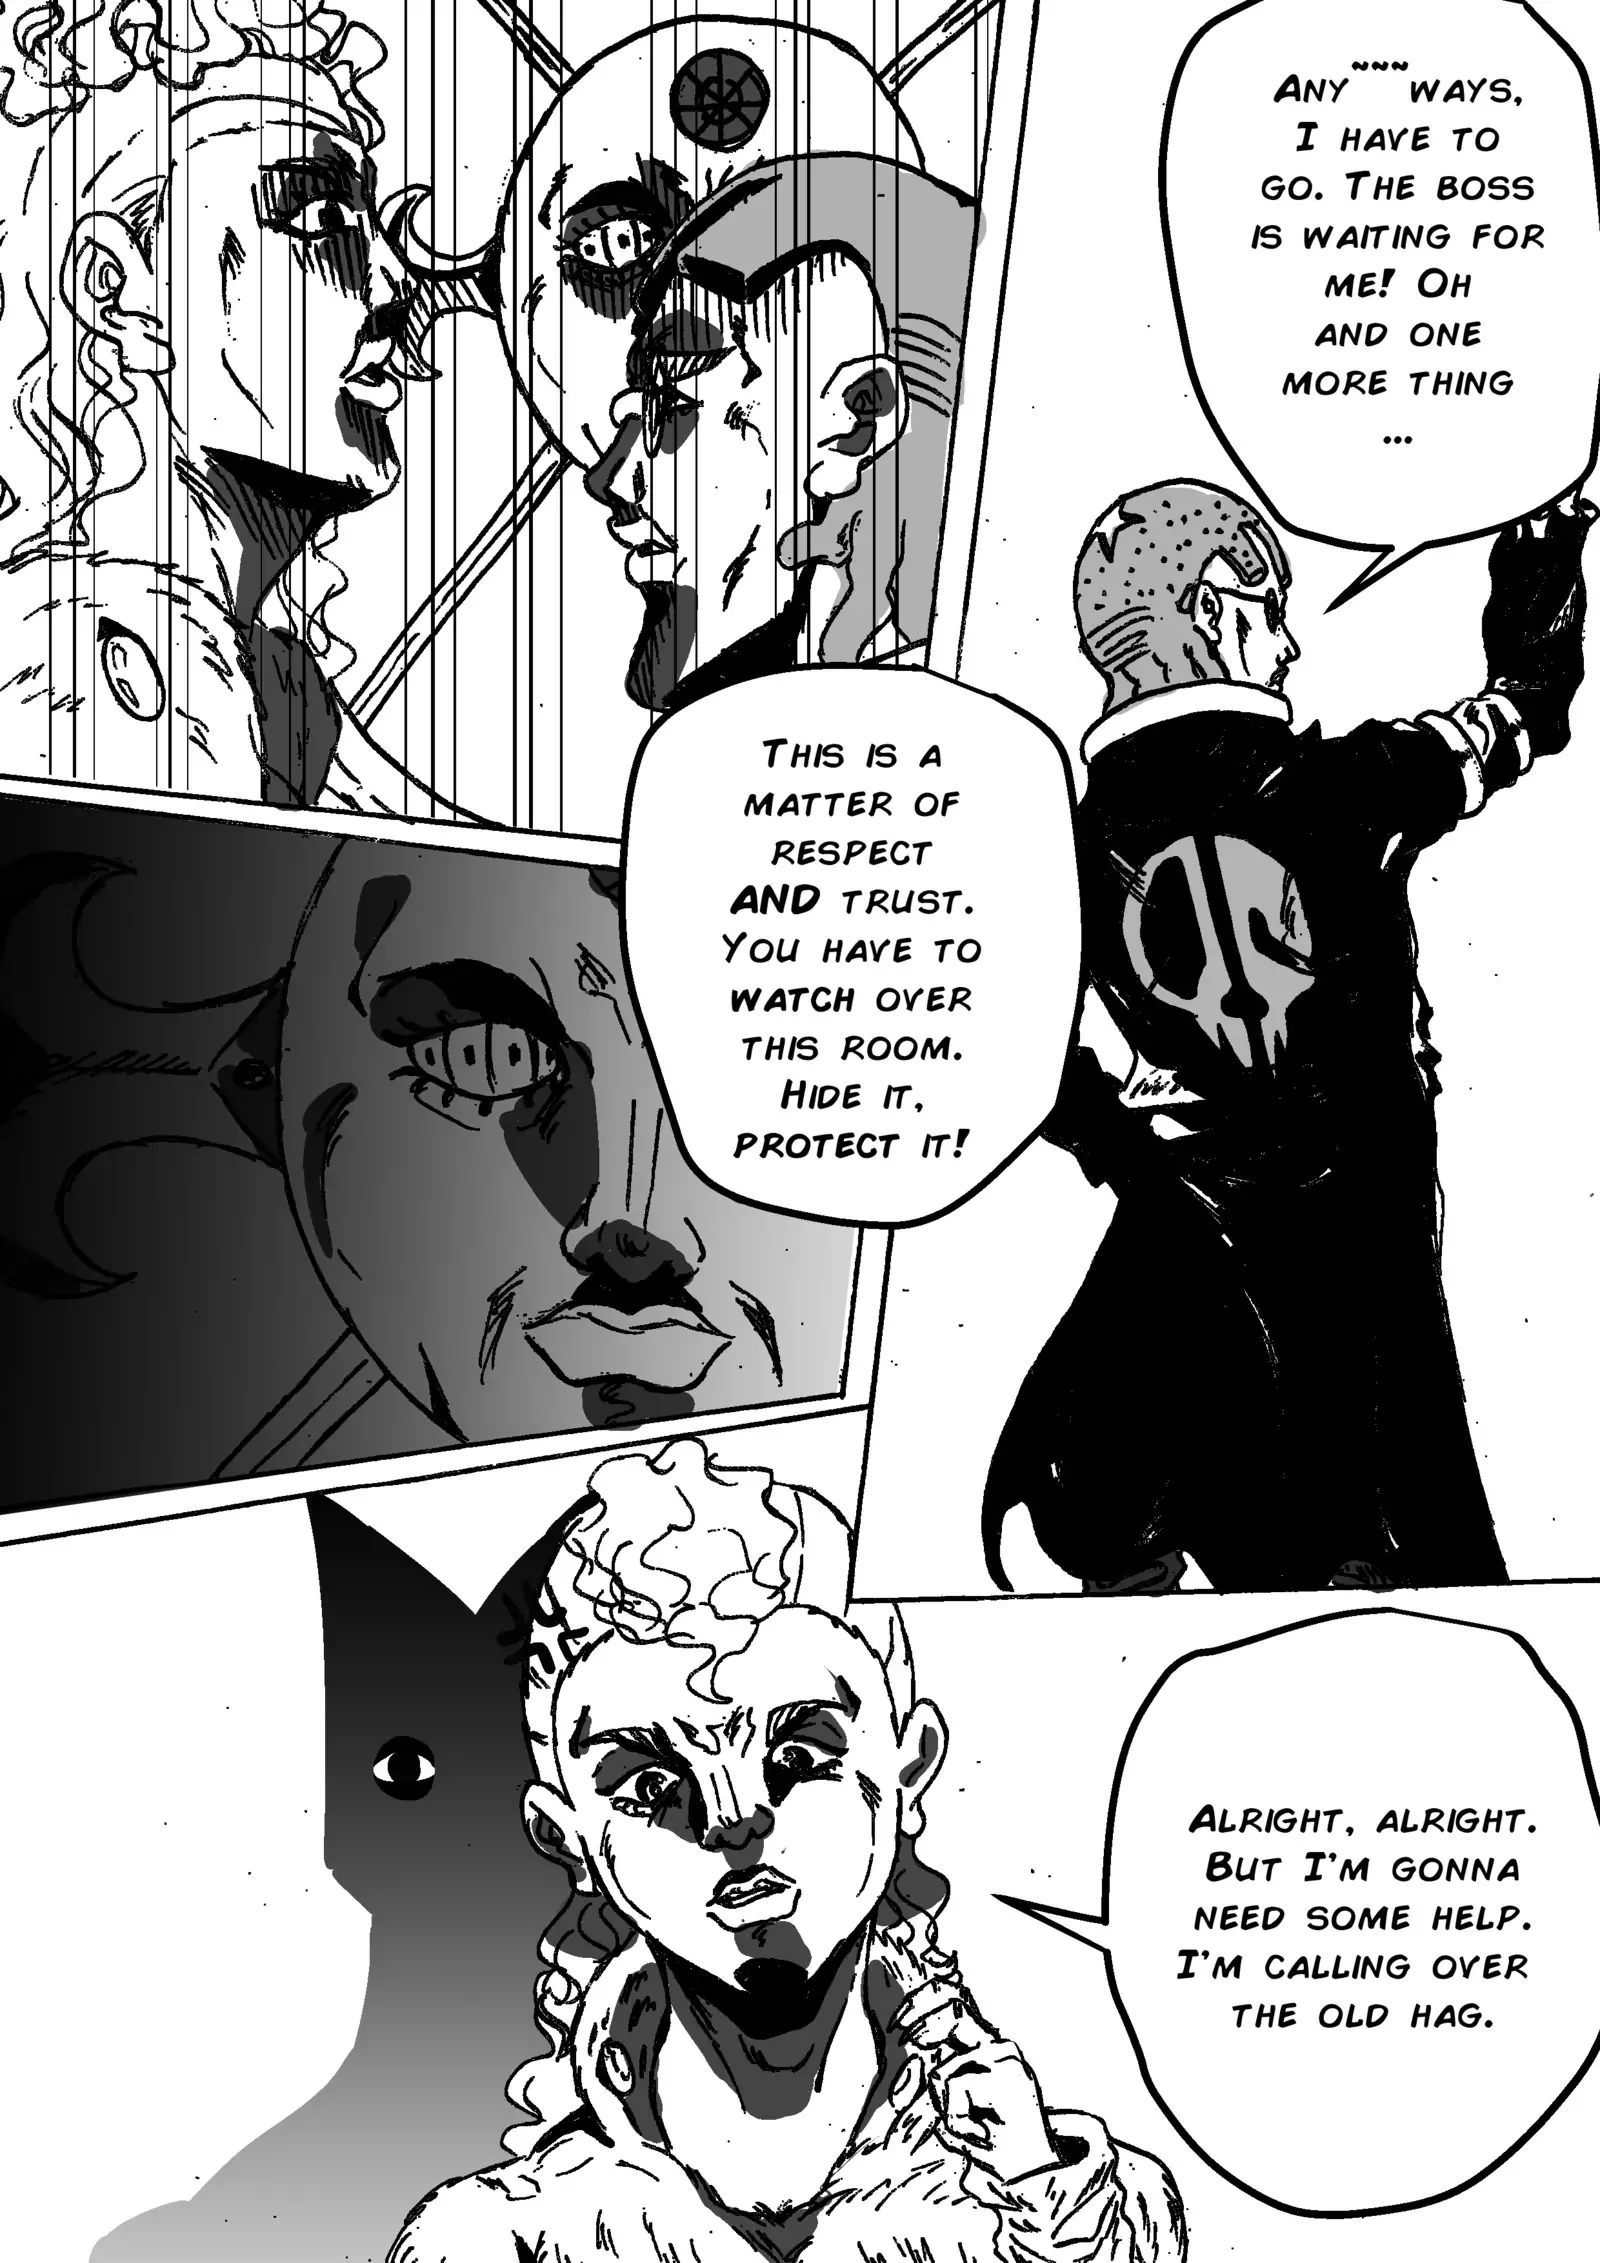 ANY~~~WAYS,
I HAVE TO
GO. THE BOSS
IS WAITING FOR
ME! OH
AND ONE
MORE THING
...
THIS IS A
MATTER OF
RESPECT
AND TRUST.
YOU HAVE TO
WATCH OVER
THIS ROOM.
HIDE IT,
PROTECT IT!
ALRIGHT, ALRIGHT.
BUT I'M GONNA
NEED SOME HELP.
I'M CALLING OVER
THE OLD HAG.